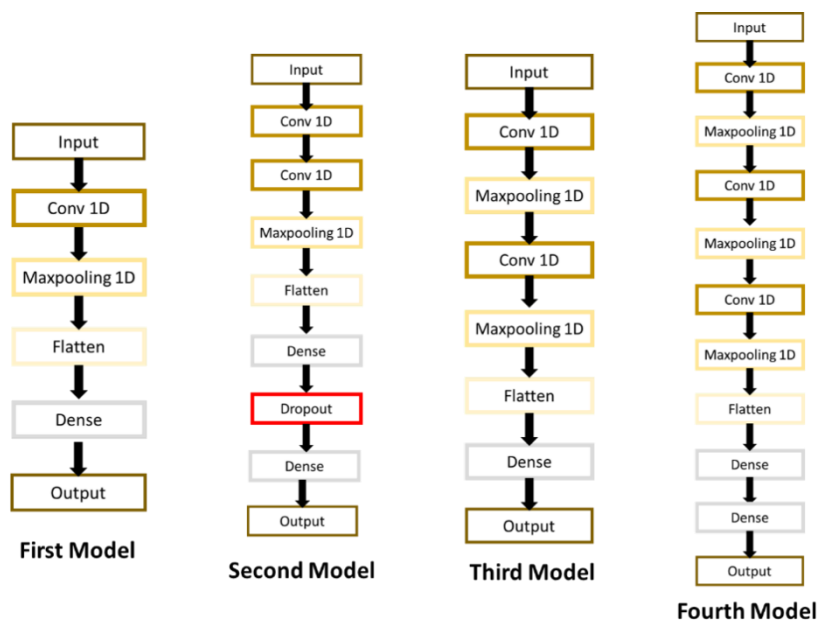 Input
Conv 1D
Maxpooling 1D
Flatten
Dense
Output
First Model
Input
Conv 1D
Conv 1D
Maxpooling 1D
Flatten
Dense
Dropout
Dense
Output
Second Model
Input
Conv 1D
Maxpooling 1D
Conv 1D
Maxpooling 1D
Flatten
Dense
Output
Third Model
Input
Conv 1D
Maxpooling 1D
Conv 1D
Maxpooling 1D
Conv 1D
Maxpooling 1D
Flatten
Dense
Dense
Output
Fourth Model